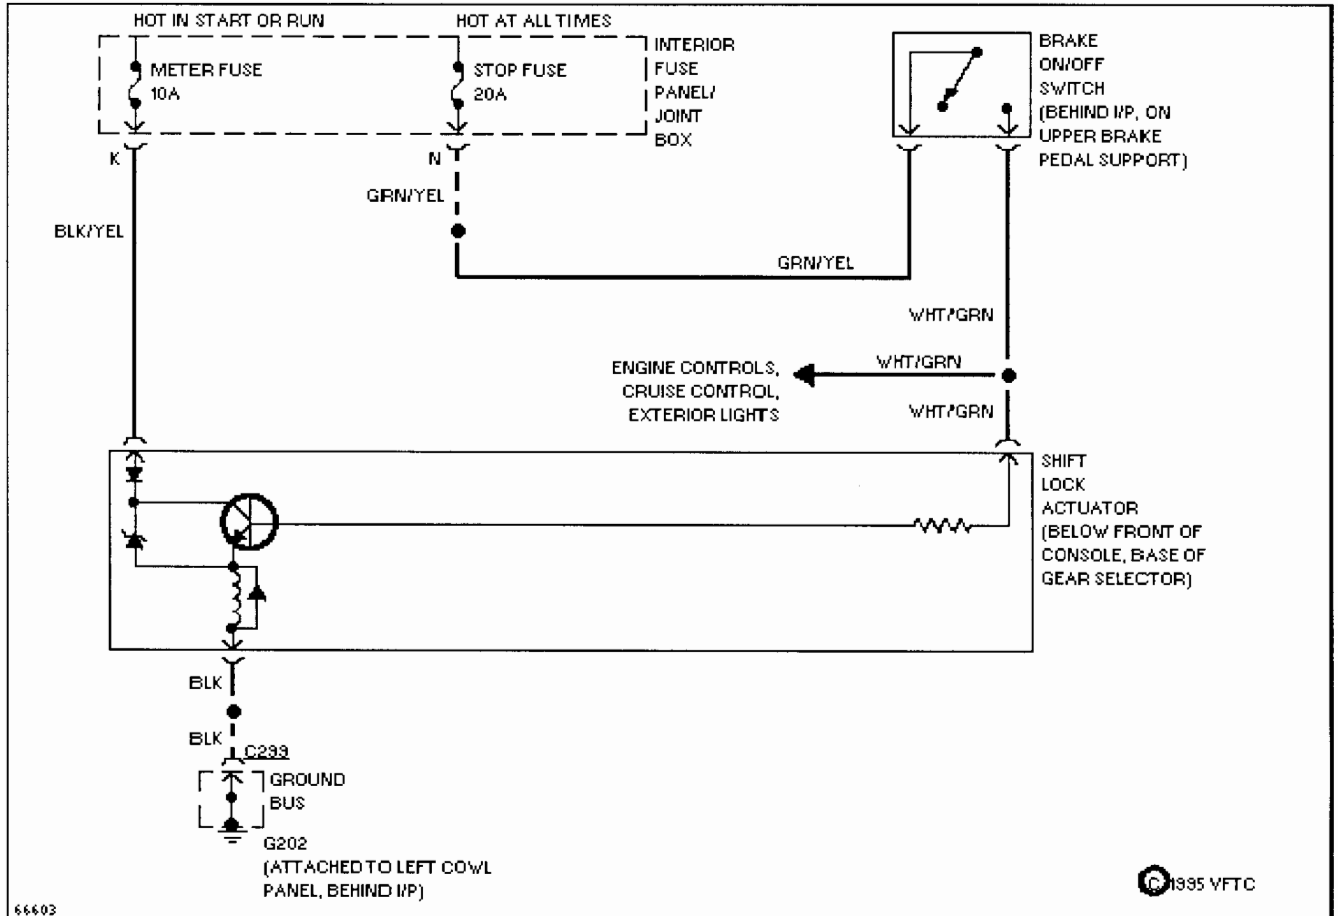 HOT IN START OR RUN
HOT AT ALL TIMES
METER FUSE
10A
STOP FUSE
20A
INTERIOR
FUSE
PANEL/
JOINT
BOX
BRAKE
ON/OFF
SWITCH
(BEHIND I/P, ON
UPPER BRAKE
PEDAL SUPPORT)
K
N
GRN/YEL
BLK/YEL
GRN/YEL
WHT/GRN
ENGINE CONTROLS,
CRUISE CONTROL,
EXTERIOR LIGHTS
WHT/GRN
WHT/GRN
SHIFT
LOCK
ACTUATOR
(BELOW FRONT OF
CONSOLE, BASE OF
GEAR SELECTOR)
BLK
BLK
C299
GROUND
BUS
G202
(ATTACHED TO LEFT COWL
PANEL, BEHIND I/P)
© 1995 VFTC
66603